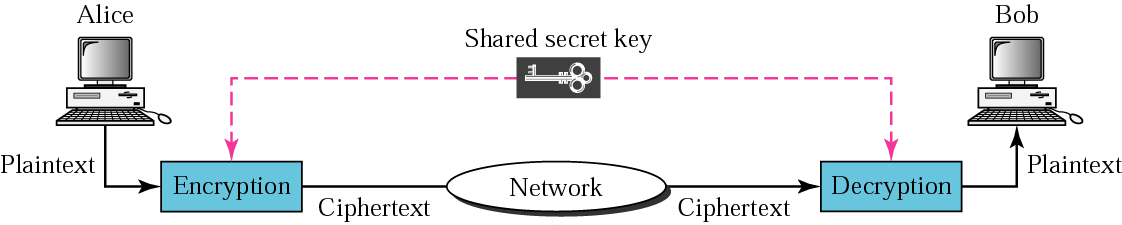 Alice
Bob
Shared secret key
Plaintext
Encryption
Ciphertext
Network
Ciphertext
Decryption
Plaintext